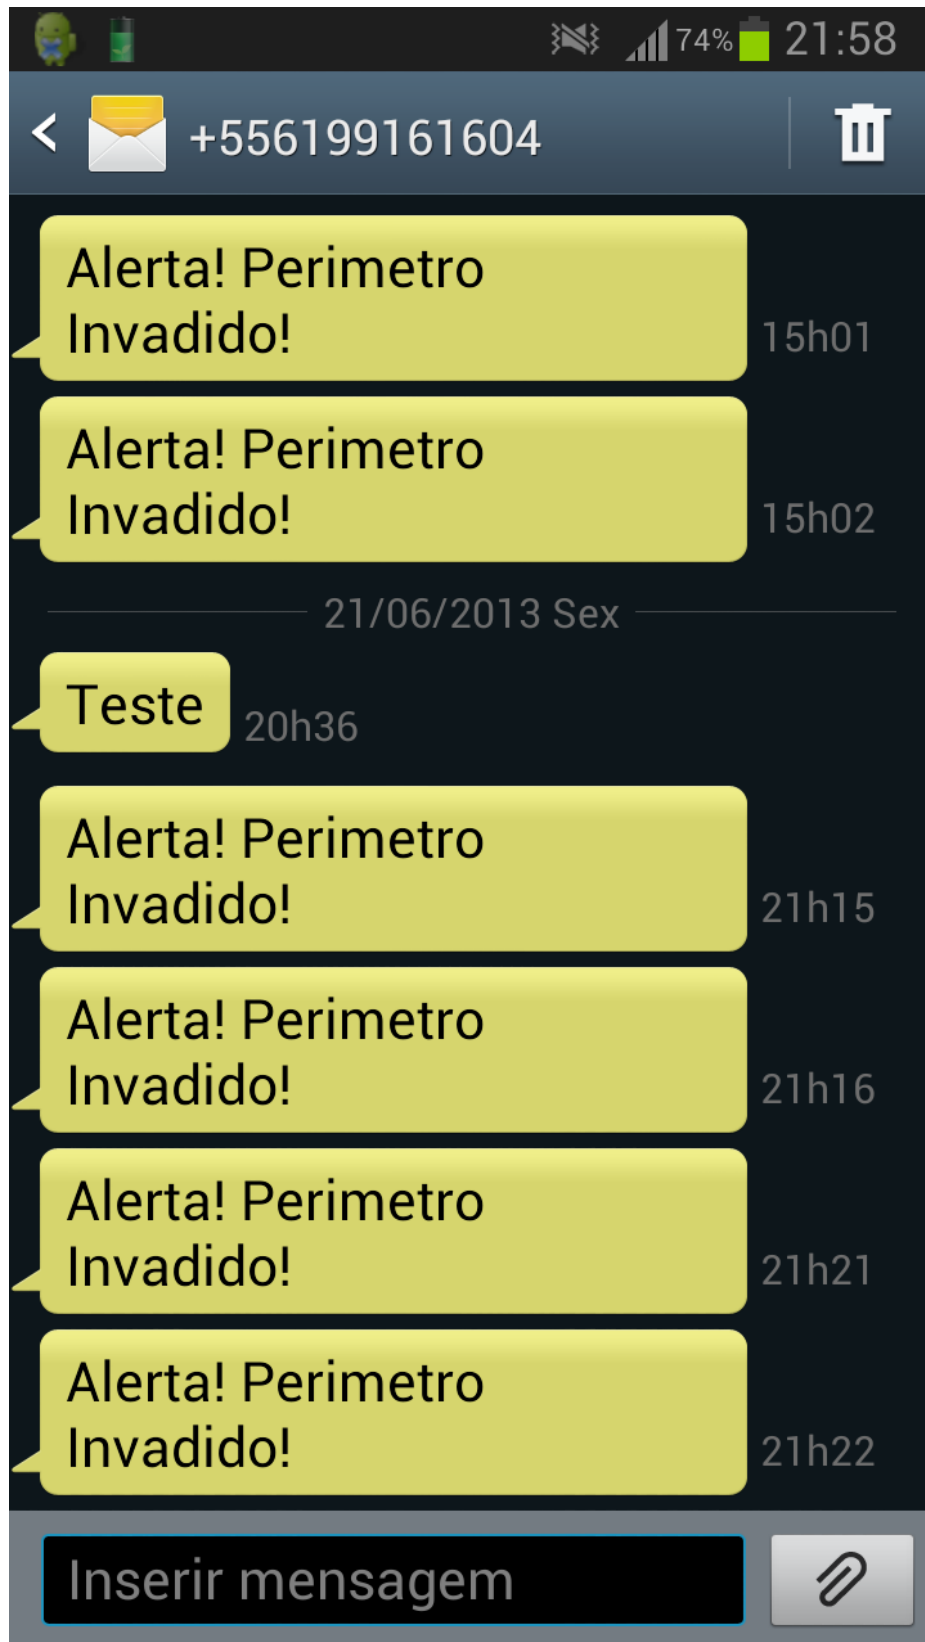 74% 21:58
+556199161604
Alerta! Perimetro
Invadido!
15h01
Alerta! Perimetro
Invadido!
15h02
21/06/2013 Sex
Teste
20h36
Alerta! Perimetro
Invadido!
21h15
Alerta! Perimetro
Invadido!
21h16
Alerta! Perimetro
Invadido!
21h21
Alerta! Perimetro
Invadido!
21h22
Inserir mensagem